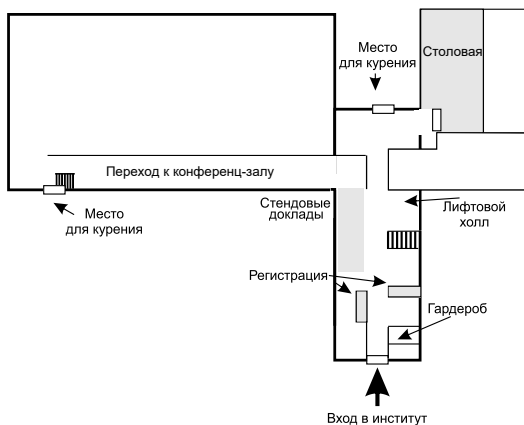 Место
для курения
Столовая
Переход к конференц-залу
Место
для курения
Стендовые
доклады
Лифтовой
холл
Регистрация
Гардероб
Вход в институт